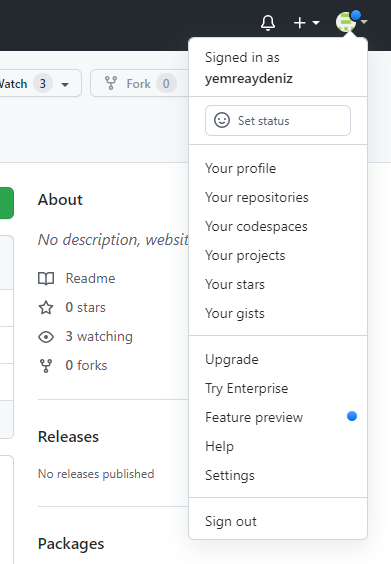 Watch 3
Fork 0
Signed in as
yemreaydeniz
Set status
Your profile
Your repositories
Your codespaces
Your projects
Your stars
Your gists
Upgrade
Try Enterprise
Feature preview
Help
Settings
Sign out
About
No description, websit
Readme
0 stars
3 watching
0 forks
Releases
No releases published
Packages